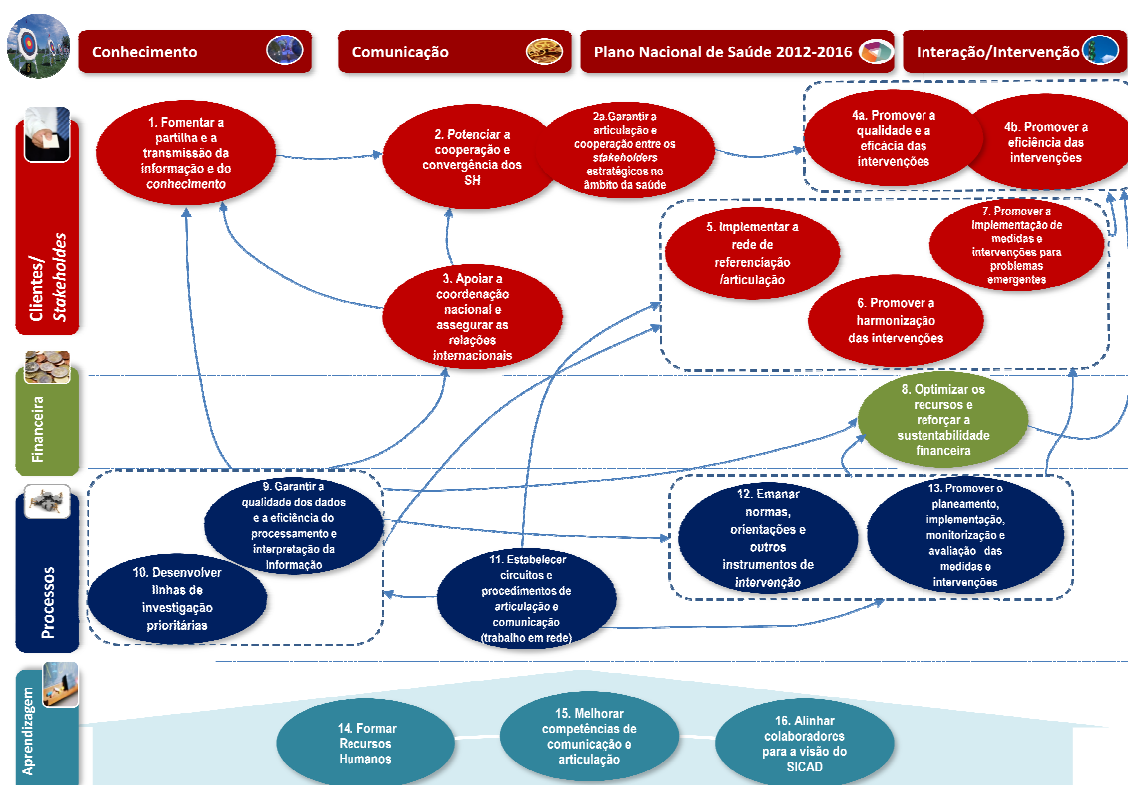 Conhecimento
Comunicação
Plano Nacional de Saúde 2012-2016
Interação/Intervenção
Clientes/
Stakeholdes
1. Fomentar a
partilha e a
transmissão da
informação e do
conhecimento
2. Potenciar a
cooperação e
convergência dos
SH
2a.Garantir a
articulação e
cooperação entre os
stakeholders
estratégicos no
âmbito da saúde
4a. Promover a
qualidade e a
eficácia das
intervenções
4b. Promover a
eficiência das
intervenções
3. Apoiar a
coordenação
nacional e
assegurar as
relações
internacionais
5. Implementar a
rede de
referenciação
/articulação
7. Promover a
Implementação de
medidas e
intervenções para
problemas
emergentes
6. Promover a
harmonização
das intervenções
Financeira
8. Optimizar os
recursos e
reforçar a
sustentabilidade
financeira
Processos
9. Garantir a
qualidade dos dados
e a eficiência do
processamento e
interpretação da
informação
10. Desenvolver
linhas de
investigação
prioritárias
11. Estabelecer
circuitos e
procedimentos de
articulação e
comunicação
(trabalho em rede)
12. Emanar
normas,
orientações e
outros
instrumentos de
intervenção
13. Promover o
planeamento,
implementação,
monitorização e
avaliação das
medidas e
intervenções
Aprendizagem
14. Formar
Recursos
Humanos
15. Melhorar
competências de
comunicação e
articulação
16. Alinhar
colaboradores
para a visão do
SICAD